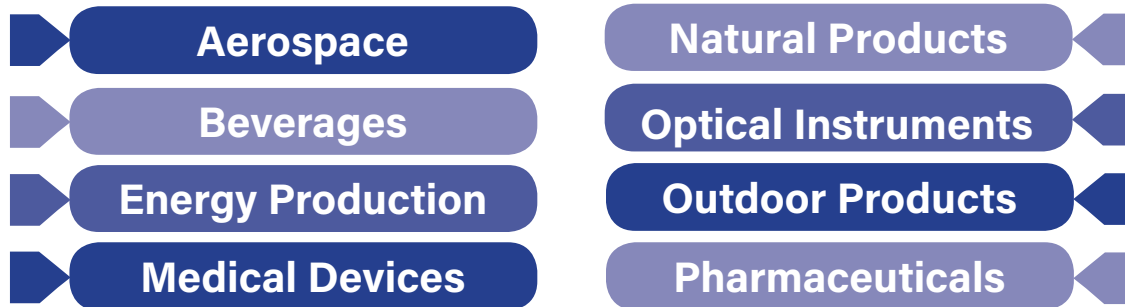 Aerospace
Beverages
Energy Production
Medical Devices
Natural Products
Optical Instruments
Outdoor Products
Pharmaceuticals